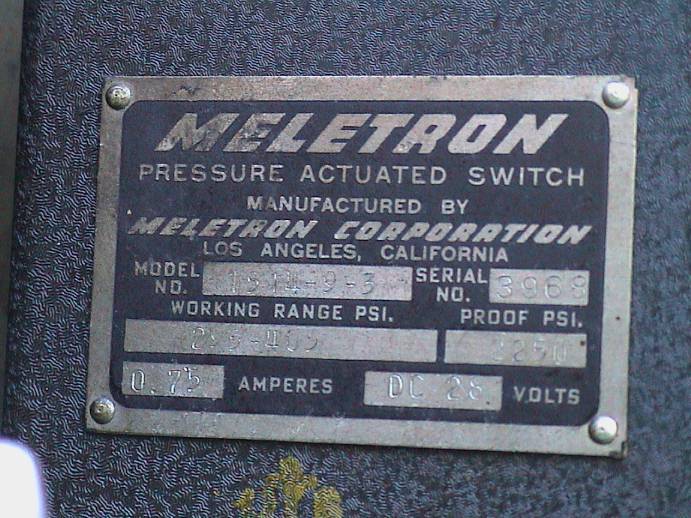 MELETRON
PRESSURE ACTUATED SWITCH
MANUFACTURED BY
MELETRON CORPORATION
LOS ANGELES, CALIFORNIA
MODEL NO. SERIAL NO. 3968
WORKING RANGE PSI. PROOF PSI.
2250
0.75 AMPERES DC 28 VOLTS